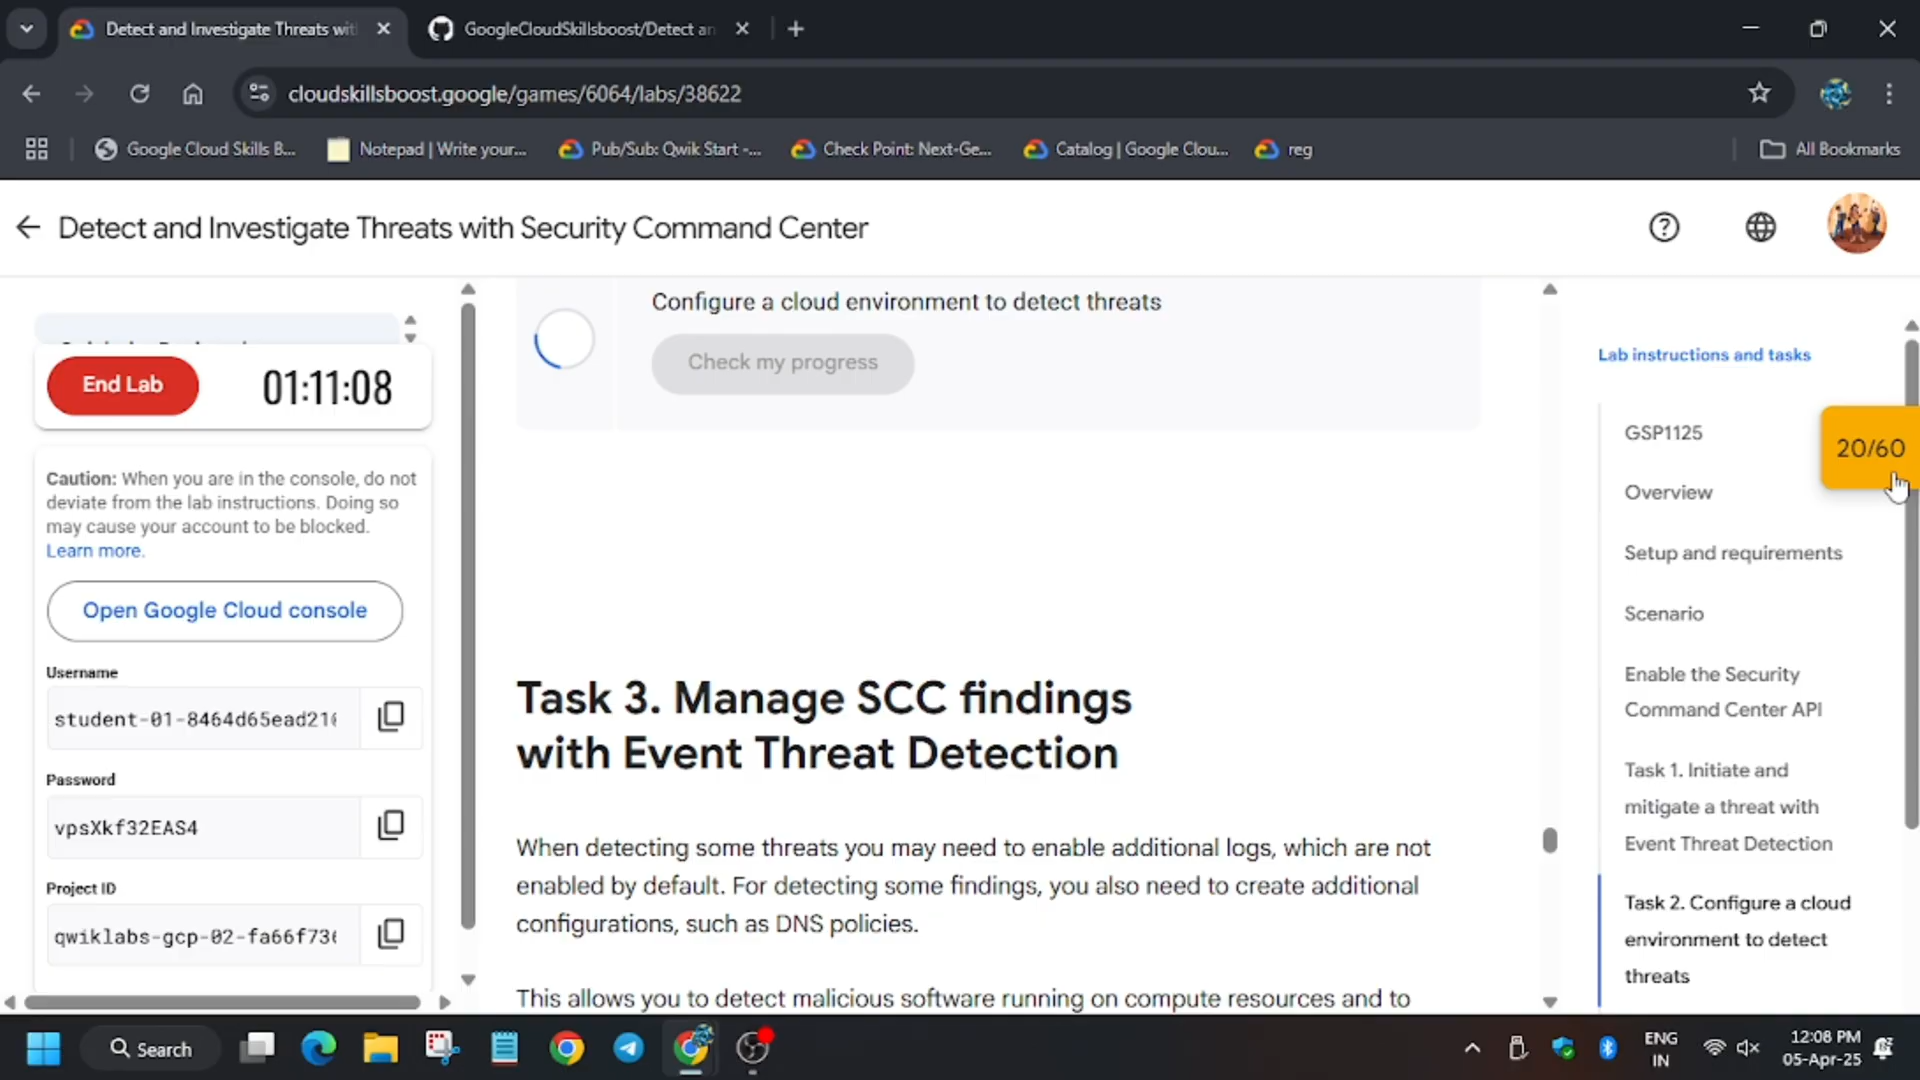 Detect and Investigate Threats wit
GoogleCloudSkillsboost/Detect an
cloudskillsboost.google/games/6064/labs/38622
Google Cloud Skills B...
Notepad | Write your...
Pub/Sub: Qwik Start -...
Check Point: Next-Ge...
Catalog | Google Clou...
reg
All Bookmarks
Detect and Investigate Threats with Security Command Center
End Lab
01:11:08
Caution: When you are in the console, do not
deviate from the lab instructions. Doing so
may cause your account to be blocked.
Learn more.
Open Google Cloud console
Username
student-01-8464d65ead210
Password
vpsXkf32EAS4
Project ID
qwiklabs-gcp-02-fa66f736
Configure a cloud environment to detect threats
Check my progress
Task 3. Manage SCC findings
with Event Threat Detection
When detecting some threats you may need to enable additional logs, which are not
enabled by default. For detecting some findings, you also need to create additional
configurations, such as DNS policies.
This allows you to detect malicious software running on compute resources and to
Lab instructions and tasks
GSP1125
20/60
Overview
Setup and requirements
Scenario
Enable the Security
Command Center API
Task 1. Initiate and
mitigate a threat with
Event Threat Detection
Task 2. Configure a cloud
environment to detect
threats
Search
ENG
IN
12:08 PM
05-Apr-25